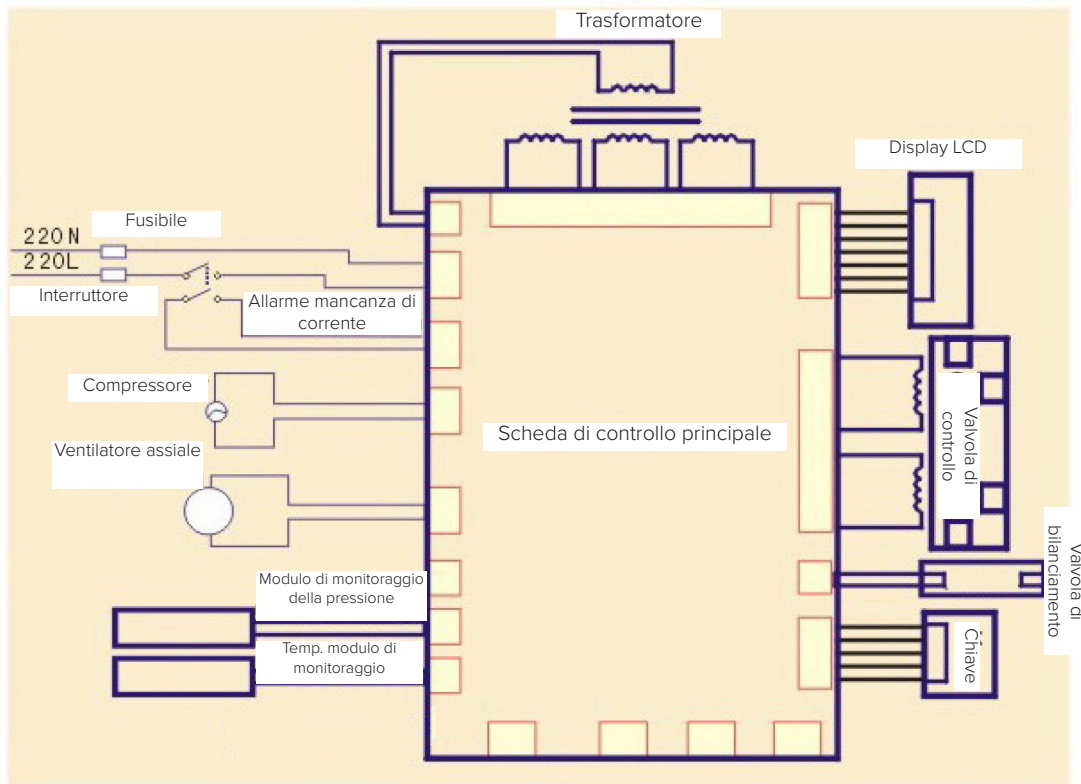 Trasformatore
Display LCD
Fusibile
220N
220L
Interruttore
Allarme mancanza di
corrente
Compressore
Scheda di controllo principale
Valvola di
controllo
Ventilatore assiale
Valvola di
bilanciamento
Modulo di monitoraggio
della pressione
Temp. modulo di
monitoraggio
Chiave